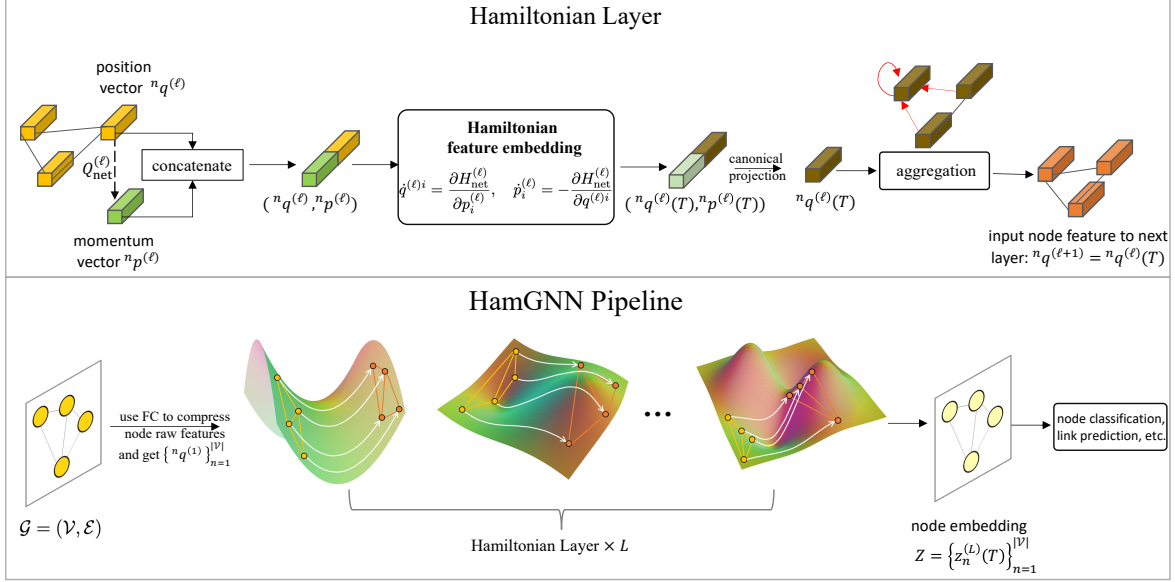 Hamiltonian Layer
position
vector ⁿq^(ℓ)
Q_net^(ℓ)
momentum
vector ⁿp^(ℓ)
concatenate
( ⁿq^(ℓ) ,ⁿp^(ℓ))
Hamiltonian
feature embedding
q̇^(ℓ)i = ∂H_net^(ℓ) / ∂p_i^(ℓ) , ṗ_i^(ℓ) = − ∂H_net^(ℓ) / ∂q^(ℓ)i
( ⁿq^(ℓ)(T),ⁿp^(ℓ)(T))
canonical
projection
ⁿq^(ℓ)(T)
aggregation
input node feature to next
layer: ⁿq^(ℓ+1) = ⁿq^(ℓ)(T)
HamGNN Pipeline
𝒢 = (𝒱, ℰ)
use FC to compress
node raw features
and get { ⁿq^(1) }_{n=1}^{|𝒱|}
...
Hamiltonian Layer × L
node embedding
Z = {z_n^(L)(T)}_{n=1}^{|𝒱|}
node classification,
link prediction, etc.